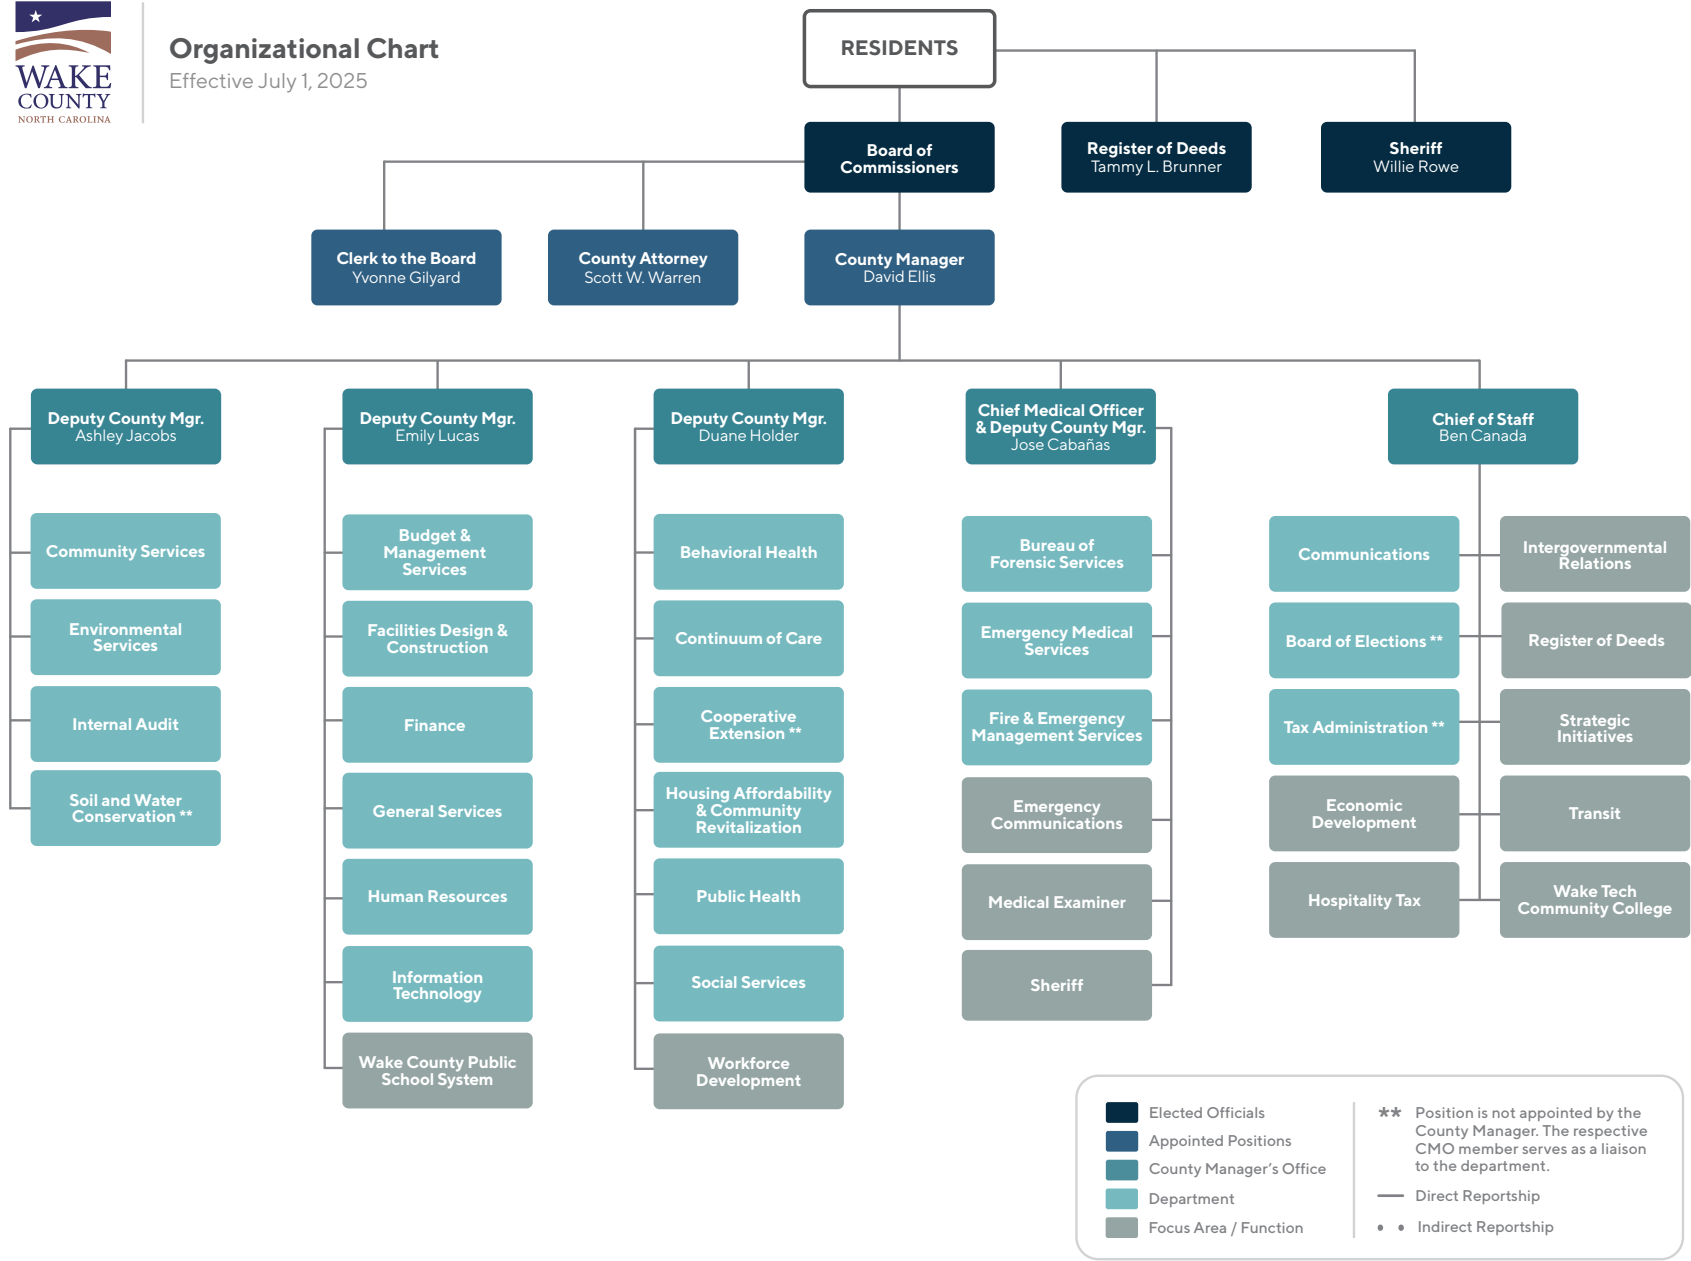 WAKE
COUNTY
NORTH CAROLINA
Organizational Chart
Effective July 1, 2025
RESIDENTS
Board of
Commissioners
Register of Deeds
Tammy L. Brunner
Sheriff
Willie Rowe
Clerk to the Board
Yvonne Gilyard
County Attorney
Scott W. Warren
County Manager
David Ellis
Deputy County Mgr.
Ashley Jacobs
Community Services
Environmental
Services
Internal Audit
Soil and Water
Conservation **
Deputy County Mgr.
Emily Lucas
Budget &
Management
Services
Facilities Design &
Construction
Finance
General Services
Human Resources
Information
Technology
Wake County Public
School System
Deputy County Mgr.
Duane Holder
Behavioral Health
Continuum of Care
Cooperative
Extension **
Housing Affordability
& Community
Revitalization
Public Health
Social Services
Workforce
Development
Chief Medical Officer
& Deputy County Mgr.
Jose Cabañas
Bureau of
Forensic Services
Emergency Medical
Services
Fire & Emergency
Management Services
Emergency
Communications
Medical Examiner
Sheriff
Chief of Staff
Ben Canada
Communications
Board of Elections **
Tax Administration **
Economic
Development
Hospitality Tax
Intergovernmental
Relations
Register of Deeds
Strategic
Initiatives
Transit
Wake Tech
Community College
Elected Officials
Appointed Positions
County Manager's Office
Department
Focus Area / Function
** Position is not appointed by the
County Manager. The respective
CMO member serves as a liaison
to the department.
Direct Reportship
Indirect Reportship